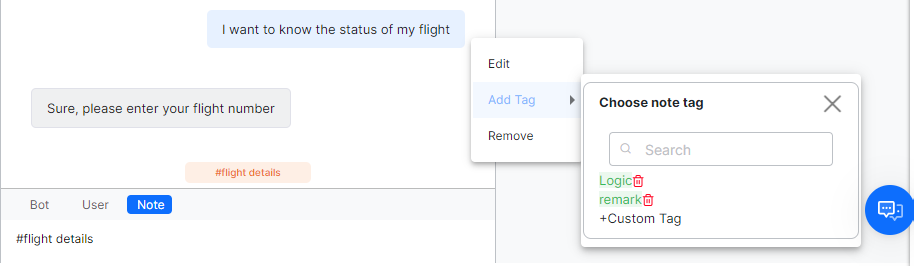 I want to know the status of my flight
Sure, please enter your flight number
#flight details
Bot
User
Note
#flight details
Edit
Add Tag
Remove
Choose note tag
Search
Logic
remark
+Custom Tag